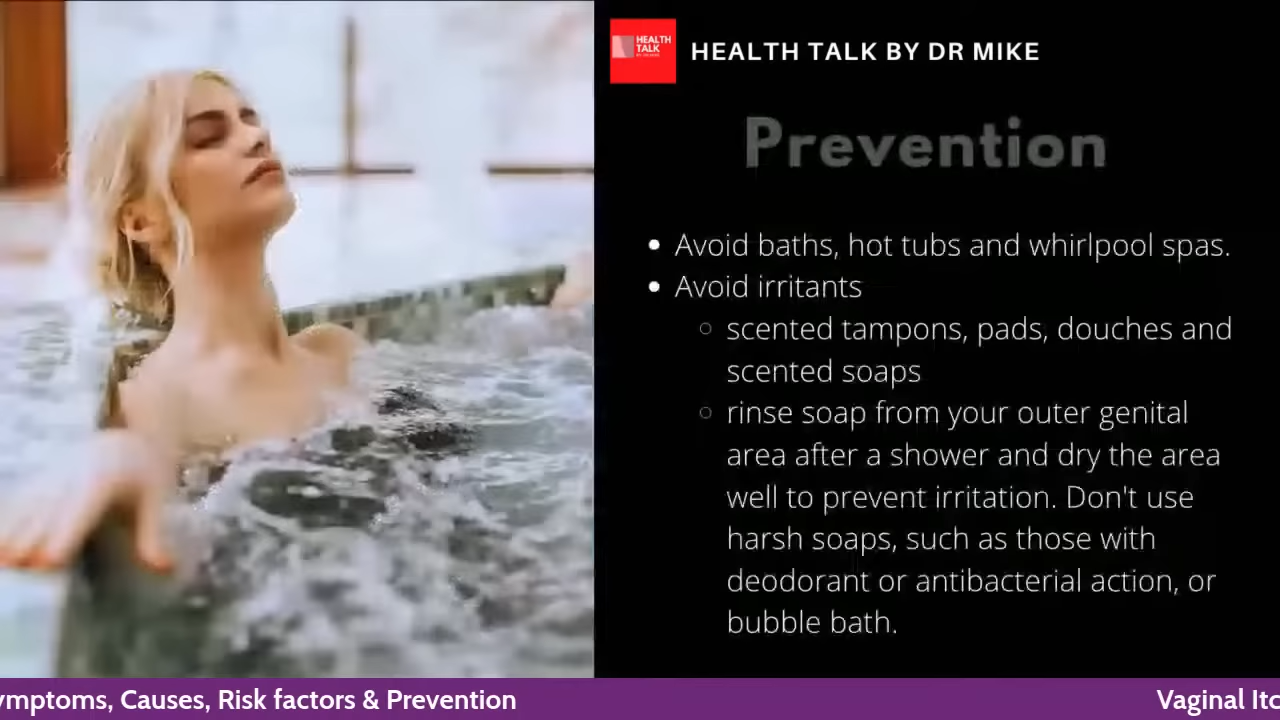 HEALTH
TALK
HEALTH TALK BY DR MIKE
Prevention
Avoid baths, hot tubs and whirlpool spas.
Avoid irritants
scented tampons, pads, douches and
scented soaps
rinse soap from your outer genital
area after a shower and dry the area
well to prevent irritation. Don't use
harsh soaps, such as those with
deodorant or antibacterial action, or
bubble bath.
ymptoms, Causes, Risk factors & Prevention
Vaginal Itc